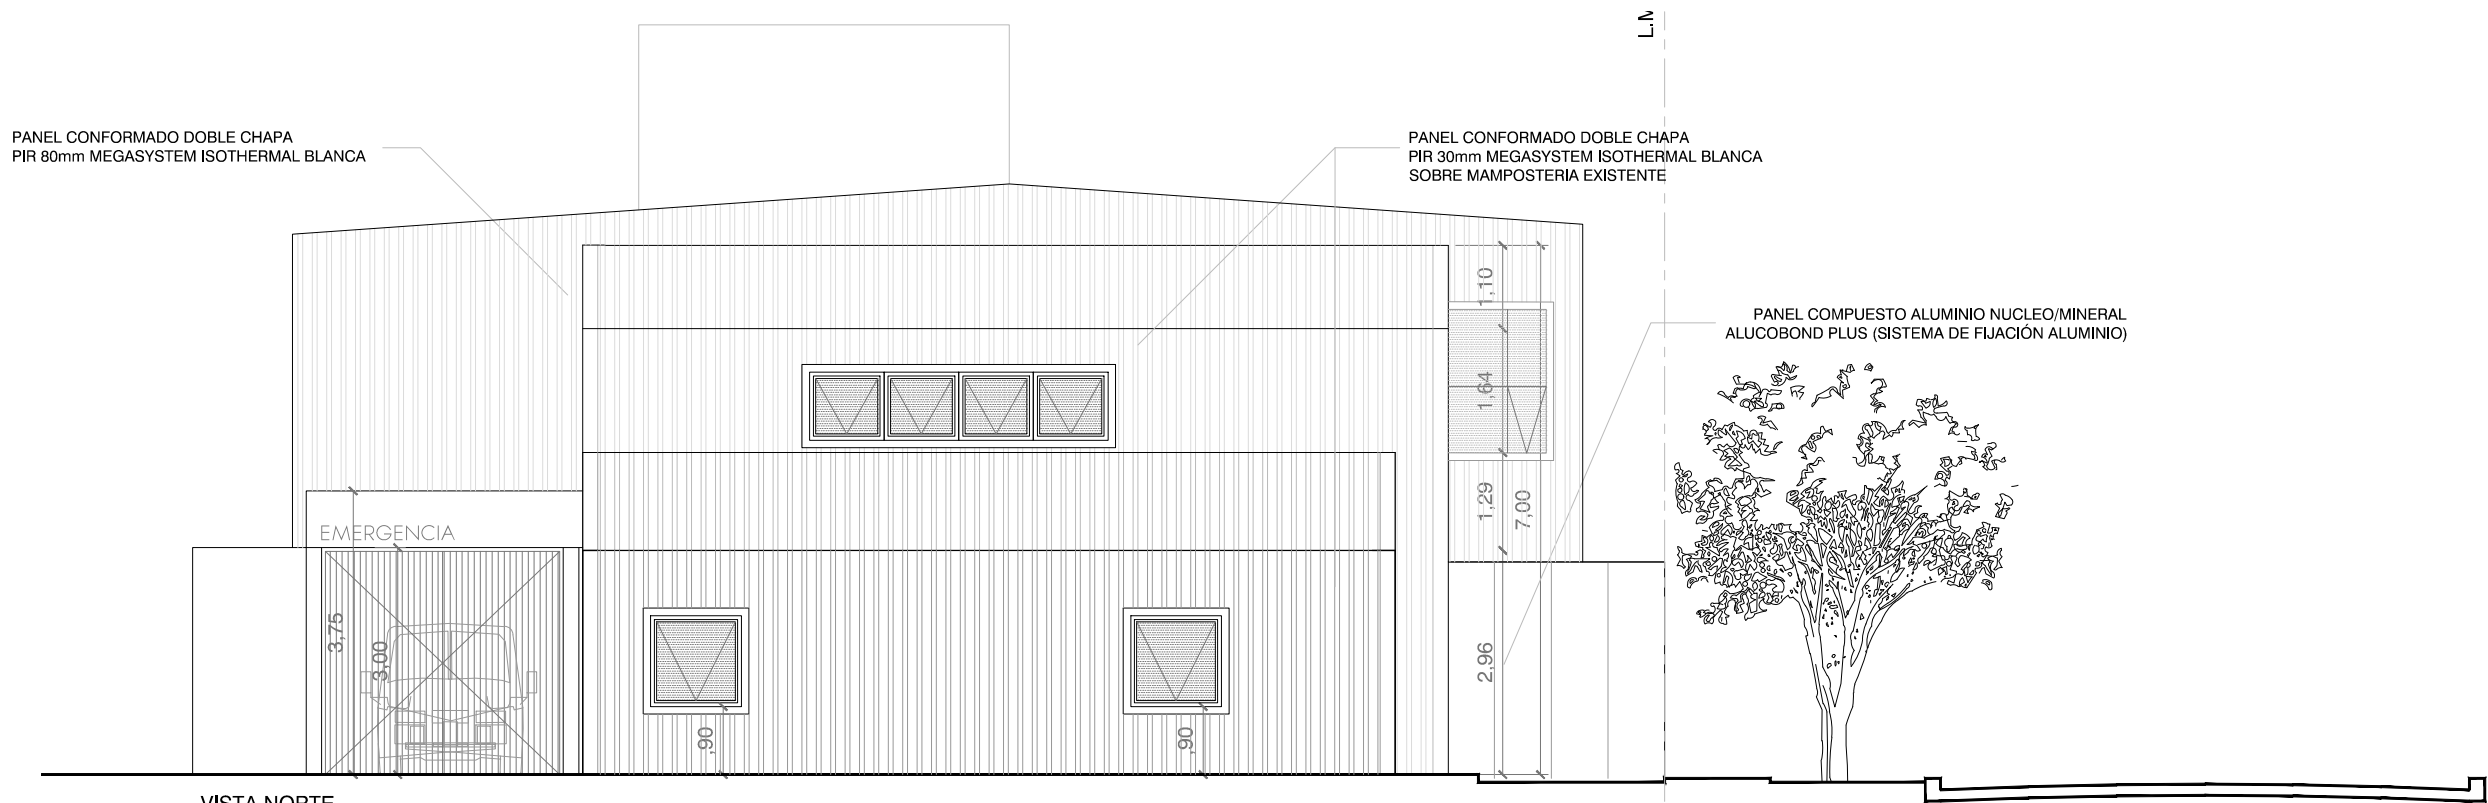 L.M
PANEL CONFORMADO DOBLE CHAPA
PIR 80mm MEGASYSTEM ISOTHERMAL BLANCA
PANEL CONFORMADO DOBLE CHAPA
PIR 30mm MEGASYSTEM ISOTHERMAL BLANCA
SOBRE MAMPOSTERIA EXISTENTE
1,10
PANEL COMPUESTO ALUMINIO NUCLEO/MINERAL
ALUCOBOND PLUS (SISTEMA DE FIJACIÓN ALUMINIO)
1,64
1,29
7,00
EMERGENCIA
3,75
3,00
2,96
,90
,90
VISTA NORTE